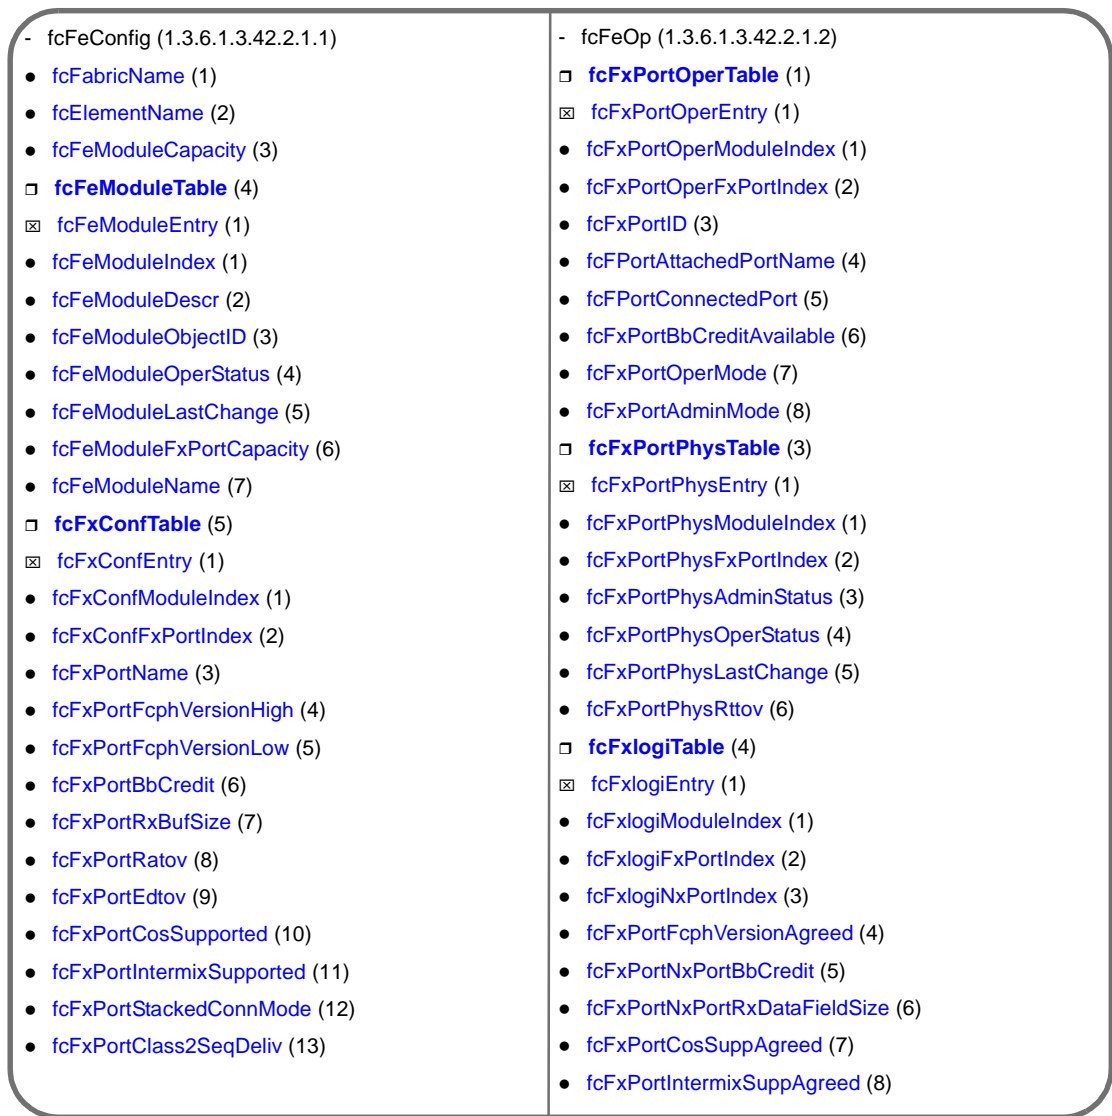 - fcFeConfig (1.3.6.1.3.42.2.1.1)
● fcFabricName (1)
● fcElementName (2)
● fcFeModuleCapacity (3)
❒ fcFeModuleTable (4)
☒ fcFeModuleEntry (1)
● fcFeModuleIndex (1)
● fcFeModuleDescr (2)
● fcFeModuleObjectID (3)
● fcFeModuleOperStatus (4)
● fcFeModuleLastChange (5)
● fcFeModuleFxPortCapacity (6)
● fcFeModuleName (7)
❒ fcFxConfTable (5)
☒ fcFxConfEntry (1)
● fcFxConfModuleIndex (1)
● fcFxConfFxPortIndex (2)
● fcFxPortName (3)
● fcFxPortFcphVersionHigh (4)
● fcFxPortFcphVersionLow (5)
● fcFxPortBbCredit (6)
● fcFxPortRxBufSize (7)
● fcFxPortRatov (8)
● fcFxPortEdtov (9)
● fcFxPortCosSupported (10)
● fcFxPortIntermixSupported (11)
● fcFxPortStackedConnMode (12)
● fcFxPortClass2SeqDeliv (13)
- fcFeOp (1.3.6.1.3.42.2.1.2)
❒ fcFxPortOperTable (1)
☒ fcFxPortOperEntry (1)
● fcFxPortOperModuleIndex (1)
● fcFxPortOperFxPortIndex (2)
● fcFxPortID (3)
● fcFPortAttachedPortName (4)
● fcFPortConnectedPort (5)
● fcFxPortBbCreditAvailable (6)
● fcFxPortOperMode (7)
● fcFxPortAdminMode (8)
❒ fcFxPortPhysTable (3)
☒ fcFxPortPhysEntry (1)
● fcFxPortPhysModuleIndex (1)
● fcFxPortPhysFxPortIndex (2)
● fcFxPortPhysAdminStatus (3)
● fcFxPortPhysOperStatus (4)
● fcFxPortPhysLastChange (5)
● fcFxPortPhysRttov (6)
❒ fcFxlogiTable (4)
☒ fcFxlogiEntry (1)
● fcFxlogiModuleIndex (1)
● fcFxlogiFxPortIndex (2)
● fcFxlogiNxPortIndex (3)
● fcFxPortFcphVersionAgreed (4)
● fcFxPortNxPortBbCredit (5)
● fcFxPortNxPortRxDataFieldSize (6)
● fcFxPortCosSuppAgreed (7)
● fcFxPortIntermixSuppAgreed (8)